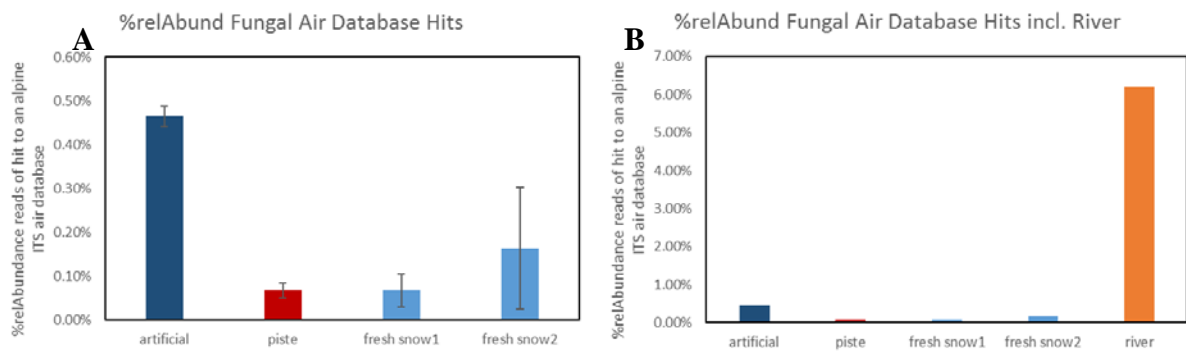 A
%relAbund Fungal Air Database Hits
%relAbundance reads of hit to an alpine
ITS air database
0.60%
0.50%
0.40%
0.30%
0.20%
0.10%
0.00%
artificial
piste
fresh snow1
fresh snow2
B
%relAbund Fungal Air Database Hits incl. River
%relAbundance reads of hit to an alpine
ITS air database
7.00%
6.00%
5.00%
4.00%
3.00%
2.00%
1.00%
0.00%
artificial
piste
fresh snow1
fresh snow2
river